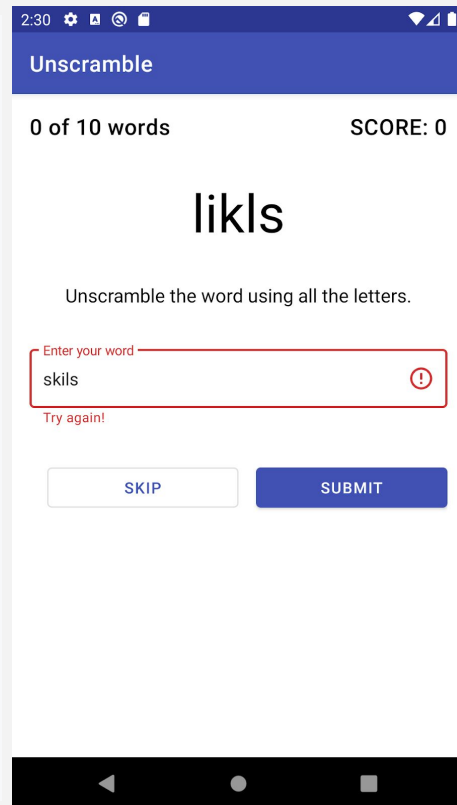 2:30
Unscramble
0 of 10 words SCORE: 0
likls
Unscramble the word using all the letters.
Enter your word
skils
Try again!
SKIP SUBMIT